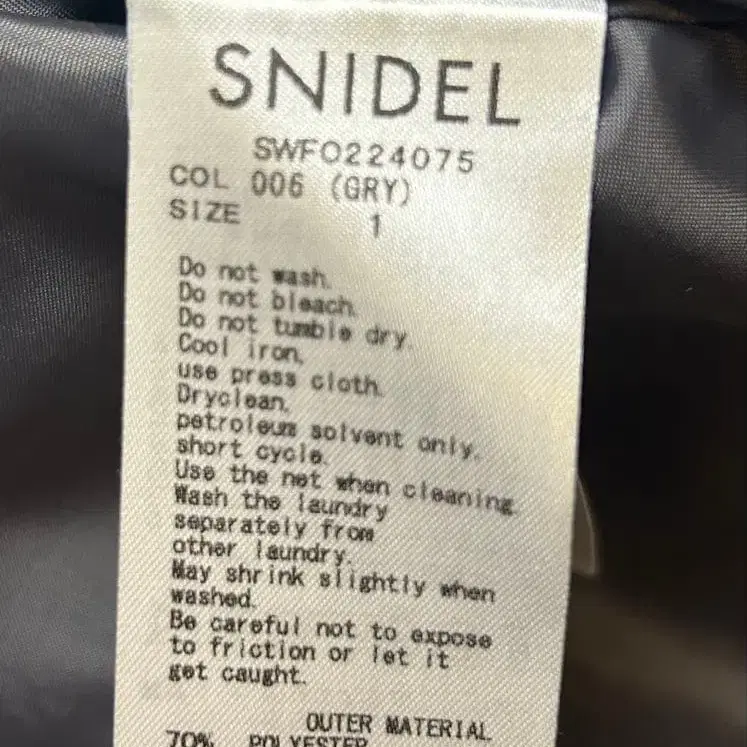 SNIDEL
SWFO224075
COL 006 (GRY)
SIZE 1
Do not wash.
Do not bleach.
Do not tumble dry.
Cool iron,
use press cloth.
Dryclean,
petroleum solvent only.
short cycle.
Use the net when cleaning.
Wash the laundry
separately from
other laundry.
May shrink slightly when
washed.
Be careful not to expose
to friction or let it
get caught.
OUTER MATERIAL
70% POLYESTER